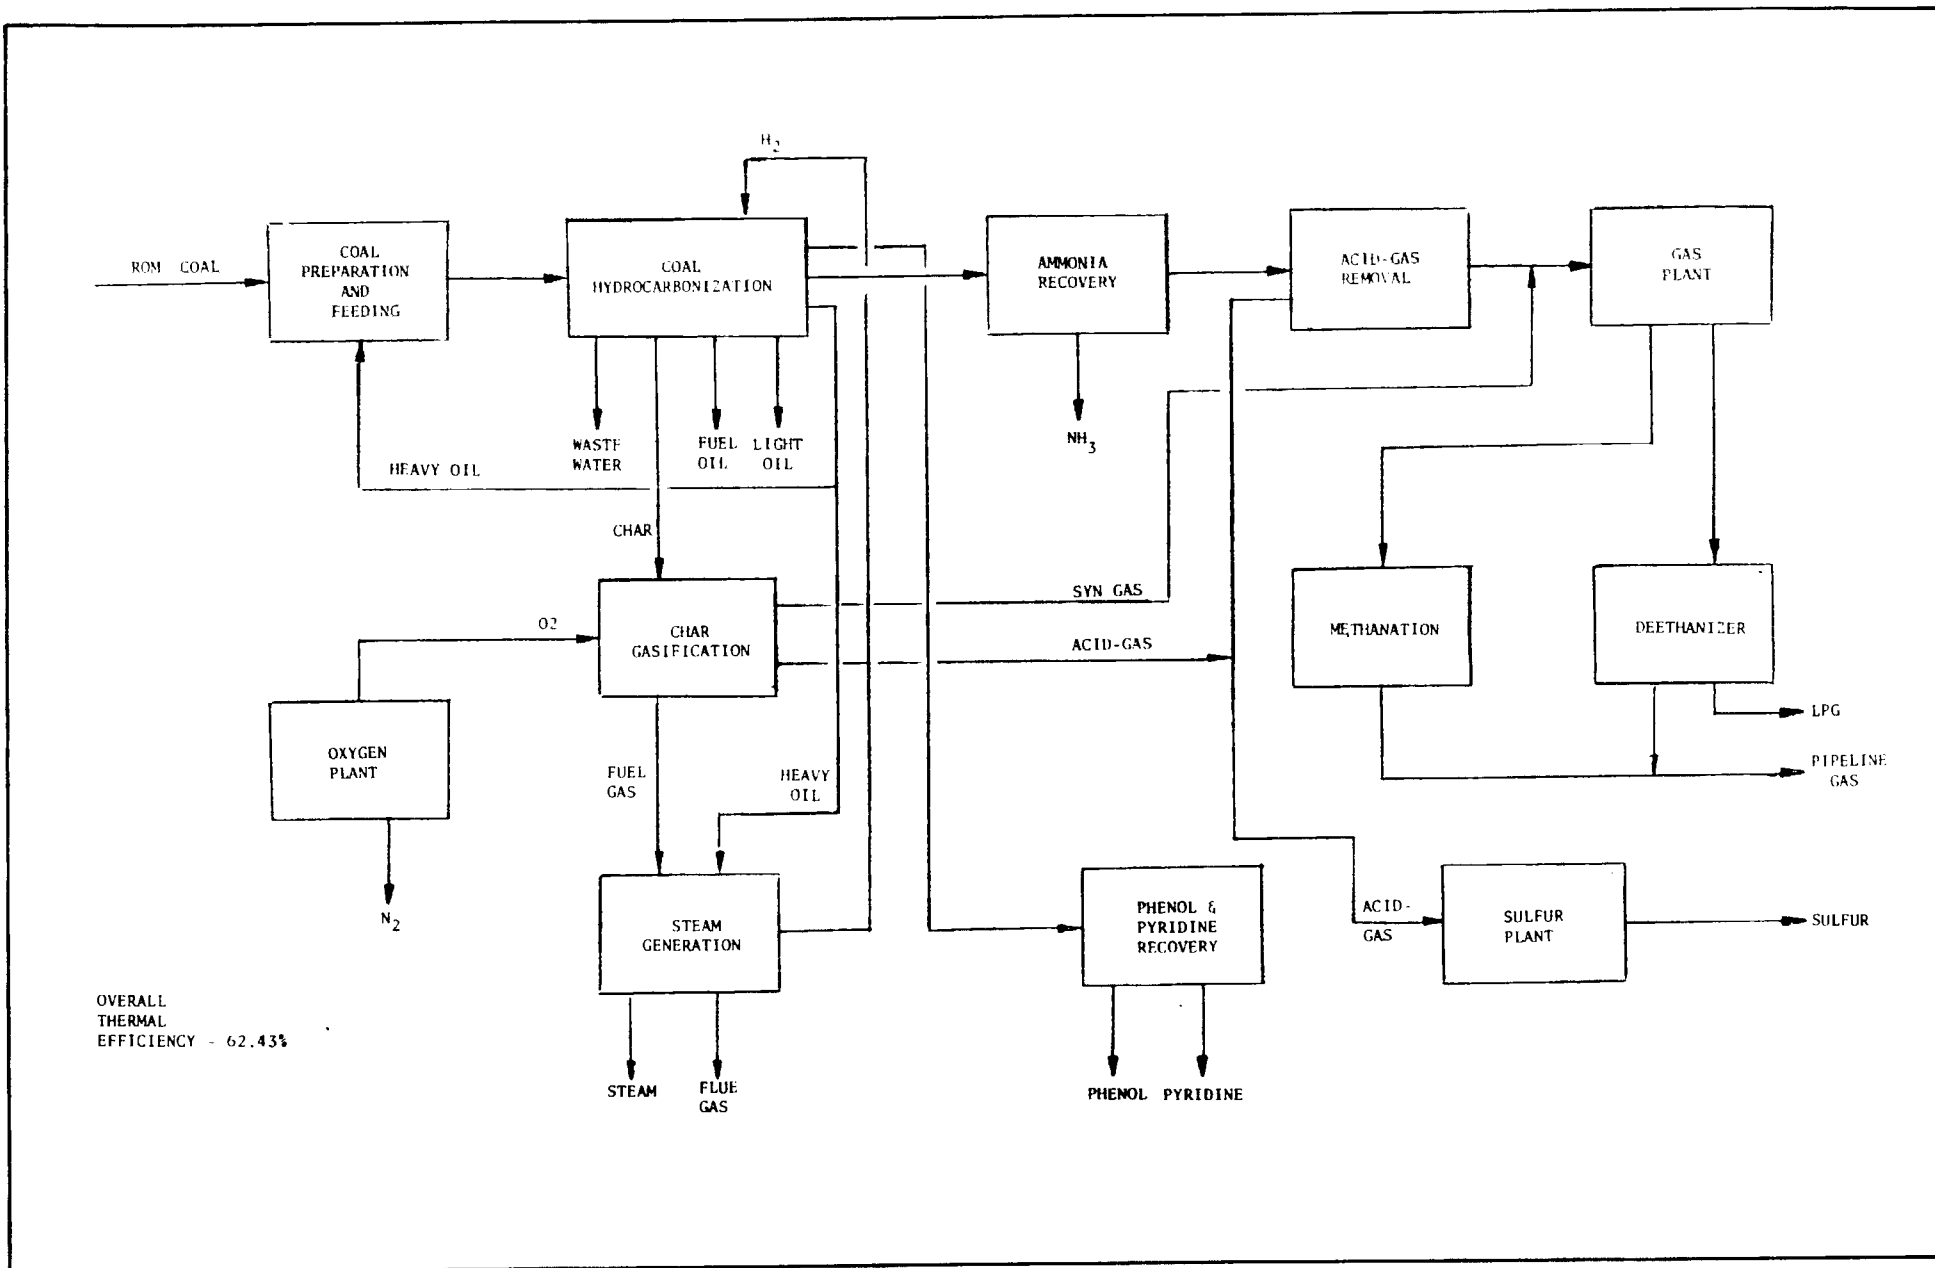 H2
ROM COAL
COAL
PREPARATION
AND
FEEDING
COAL
HYDROCARBONIZATION
AMMONIA
RECOVERY
ACID-GAS
REMOVAL
GAS
PLANT
WASTE
WATER
FUEL
OIL
LIGHT
OIL
NH3
HEAVY OIL
CHAR
SYN GAS
O2
CHAR
GASIFICATION
ACID-GAS
METHANATION
DEETHANIZER
LPG
OXYGEN
PLANT
FUEL
GAS
HEAVY
OIL
PIPELINE
GAS
N2
STEAM
GENERATION
PHENOL &
PYRIDINE
RECOVERY
ACID-
GAS
SULFUR
PLANT
SULFUR
OVERALL
THERMAL
EFFICIENCY - 62.43%
STEAM
FLUE
GAS
PHENOL PYRIDINE